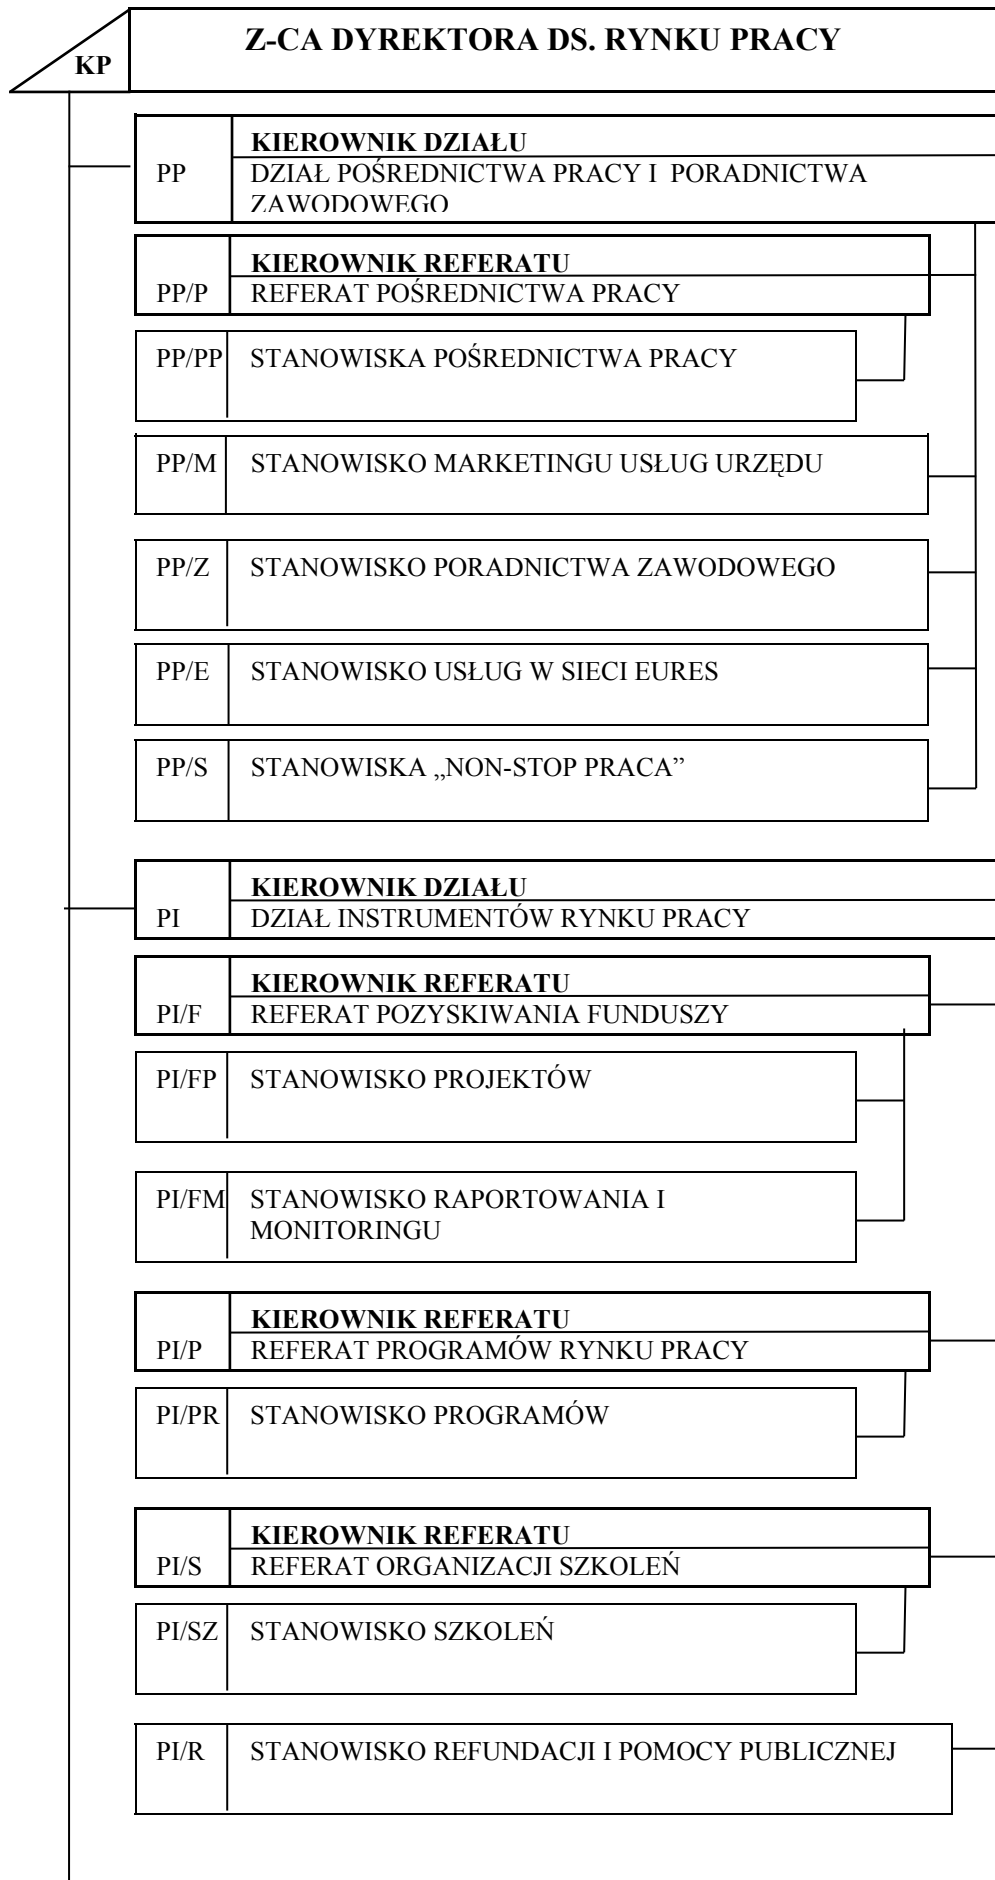 KP
Z-CA DYREKTORA DS. RYNKU PRACY
KIEROWNIK DZIAŁU
PP DZIAŁ POŚREDNICTWA PRACY I PORADNICTWA
ZAWODOWEGO
KIEROWNIK REFERATU
PP/P REFERAT POŚREDNICTWA PRACY
PP/PP STANOWISKA POŚREDNICTWA PRACY
PP/M STANOWISKO MARKETINGU USŁUG URZĘDU
PP/Z STANOWISKO PORADNICTWA ZAWODOWEGO
PP/E STANOWISKO USŁUG W SIECI EURES
PP/S STANOWISKA „NON-STOP PRACA”
KIEROWNIK DZIAŁU
PI DZIAŁ INSTRUMENTÓW RYNKU PRACY
KIEROWNIK REFERATU
PI/F REFERAT POZYSKIWANIA FUNDUSZY
PI/FP STANOWISKO PROJEKTÓW
PI/FM STANOWISKO RAPORTOWANIA I
MONITORINGU
KIEROWNIK REFERATU
PI/P REFERAT PROGRAMÓW RYNKU PRACY
PI/PR STANOWISKO PROGRAMÓW
KIEROWNIK REFERATU
PI/S REFERAT ORGANIZACJI SZKOLEŃ
PI/SZ STANOWISKO SZKOLEŃ
PI/R STANOWISKO REFUNDACJI I POMOCY PUBLICZNEJ